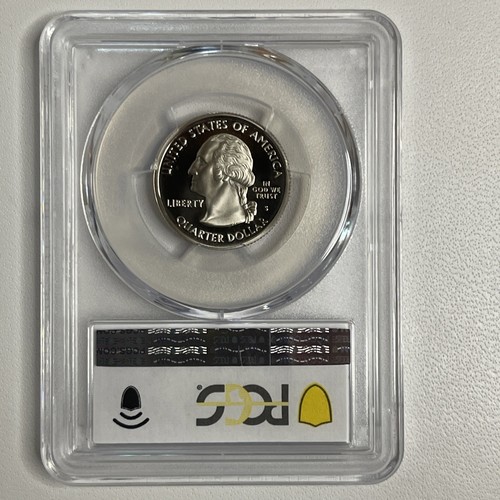 UNITED STATES OF AMERICA
LIBERTY
IN
GOD WE
TRUST
S
QUARTER DOLLAR
PCGS